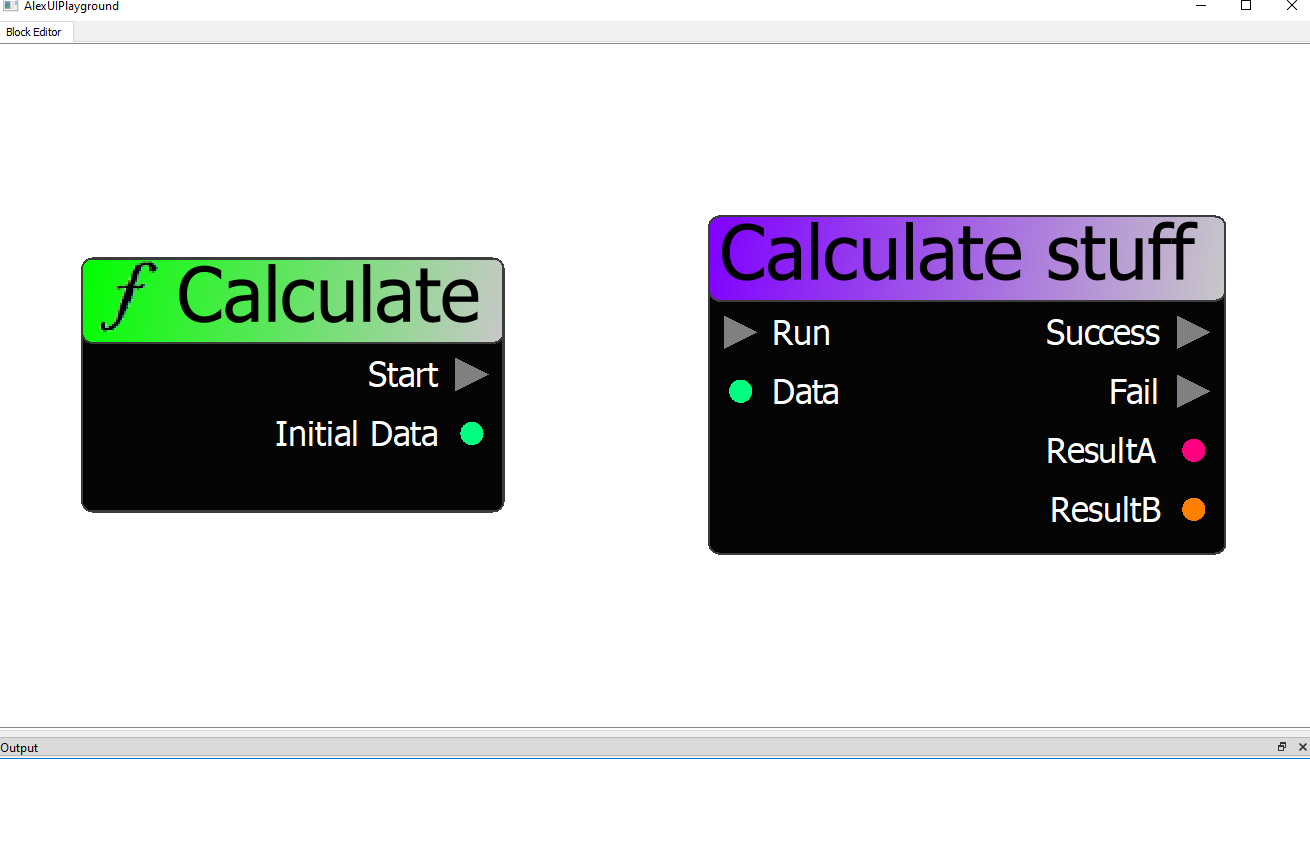 AlexUIPlayground
Block Editor
ƒ Calculate
Start
Initial Data
Calculate stuff
Run
Success
Data
Fail
ResultA
ResultB
Output